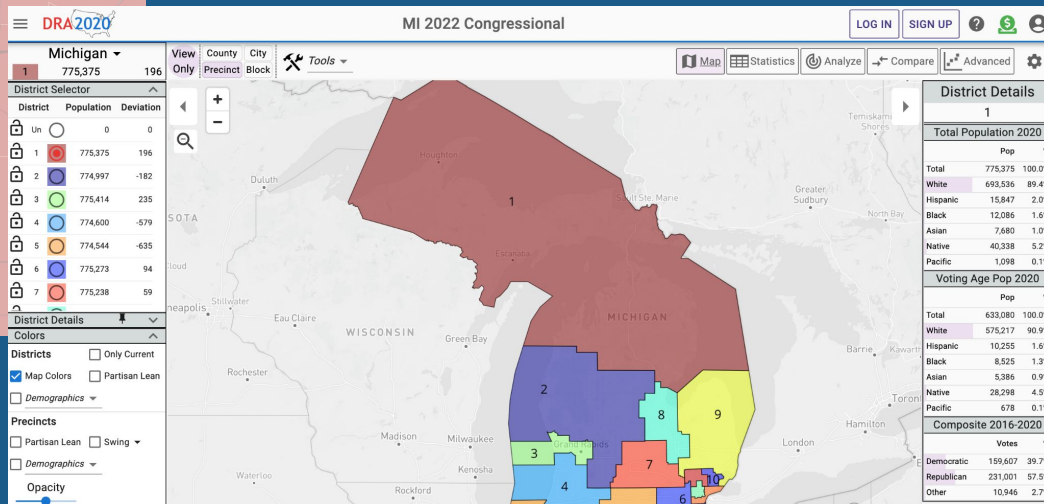 DRA2020
MI 2022 Congressional
LOG IN
SIGN UP
Michigan
1 775,375 196
View Only
County City
Precinct Block
Tools
Map
Statistics
Analyze
Compare
Advanced
District Selector
District Population Deviation
Un 0 0
1 775,375 196
2 774,997 -182
3 775,414 235
4 774,600 -579
5 774,544 -635
6 775,273 94
7 775,238 59
District Details
Colors
Districts
Only Current
Map Colors
Partisan Lean
Demographics
Precincts
Partisan Lean
Swing
Demographics
Opacity
+
−
Duluth
Houghton
1
Sault Ste. Marie
Temiskaming Shores
Greater Sudbury
North Bay
SOTA
Escanaba
cloud
neapolis
Stillwater
Eau Claire
WISCONSIN
Green Bay
MICHIGAN
Barrie
Kawart
Rochester
2
8
9
Toron
Hamilton
Madison
Milwaukee
3
Grand Rapids
7
London
Waterloo
Kenosha
Rockford
4
6
10
District Details
1
Total Population 2020
Pop
Total 775,375 100.0
White 693,536 89.4
Hispanic 15,847 2.0
Black 12,086 1.6
Asian 7,680 1.0
Native 40,338 5.2
Pacific 1,098 0.1
Voting Age Pop 2020
Pop
Total 633,080 100.0
White 575,217 90.9
Hispanic 10,255 1.6
Black 8,525 1.3
Asian 5,386 0.9
Native 28,298 4.5
Pacific 678 0.1
Composite 2016-2020
Votes
Democratic 159,607 39.7
Republican 231,001 57.5
Other 10,946 2.7